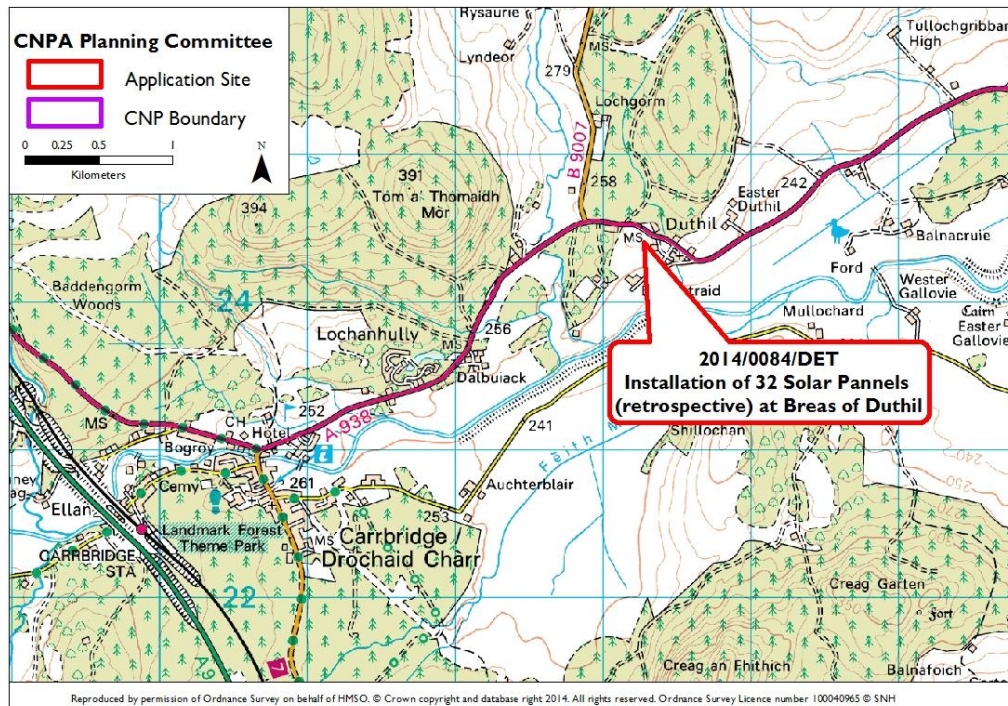 CNPA Planning Committee
Application Site
CNP Boundary
0 0.25 0.5 1
Kilometers
N
Rysaurie
Lyndeor
MS
279
Lochgorm
B 9007
258
Tullochgribban
High
391
Tom a' Thomaidh
Mòr
394
Easter
Duthil
242
Duthil
MS
Balnacruie
Ford
Wester
Gallovie
Baddengorm
Woods
24
Lochanhully
256
MS
Dalbuiack
Mullochard
Cairn
Easter
Gallovie
2014/0084/DET
Installation of 32 Solar Pannels
(retrospective) at Breas of Duthil
MS
252
CH
Hotel
A 938
Bogroy
241
Shillochan
240
250
Ellan
261
253
Auchterblair
Landmark Forest
Theme Park
MS
Carrbridge /
Drochaid Chàrr
CARRBRIDGE
STA
22
A 9
7
Creag Garten
fort
Creag an Fhithich
Balnafoich
Reproduced by permission of Ordnance Survey on behalf of HMSO. © Crown copyright and database right 2014. All rights reserved. Ordnance Survey Licence number 100040965 © SNH